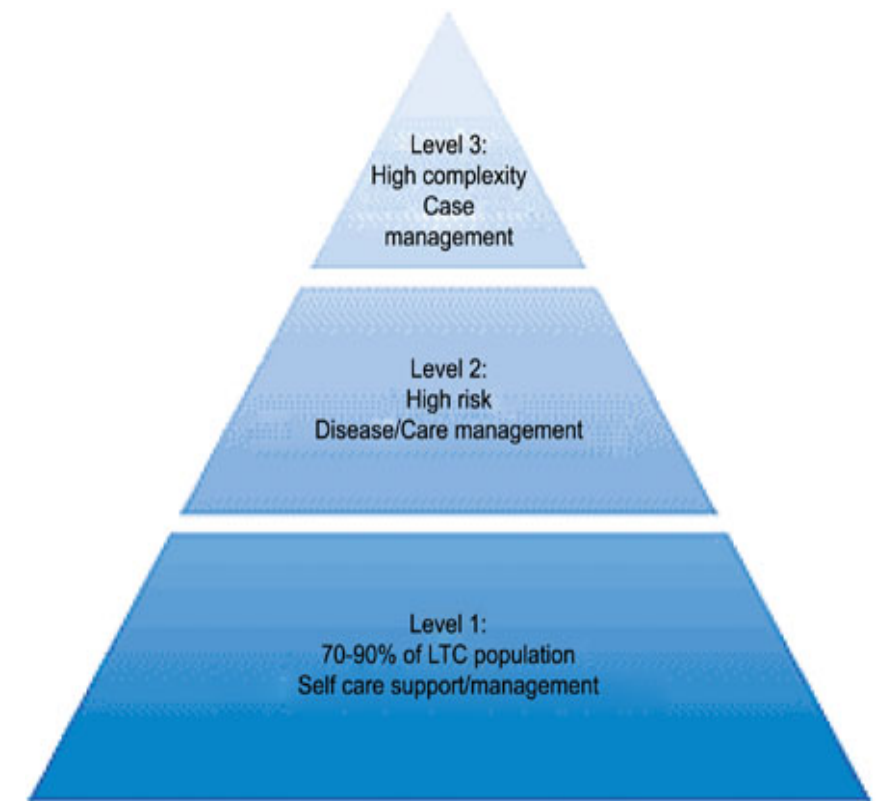 Level 3:
High complexity
Case
management
Level 2:
High risk
Disease/Care management
Level 1:
70-90% of LTC population
Self care support/management